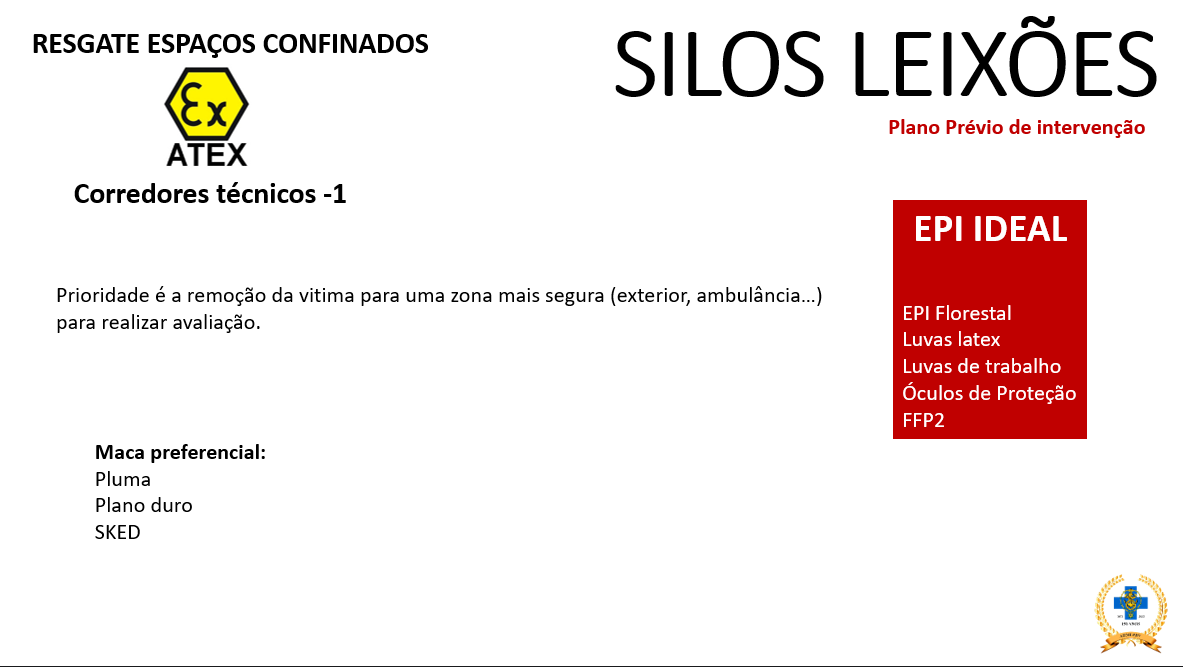 RESGATE ESPAÇOS CONFINADOS
SILOS LEIXÕES
Plano Prévio de intervenção
Ex
ATEX
Corredores técnicos -1
EPI IDEAL
Prioridade é a remoção da vitima para uma zona mais segura (exterior, ambulância...)
para realizar avaliação.
EPI Florestal
Luvas latex
Luvas de trabalho
Óculos de Proteção
FFP2
Maca preferencial:
Pluma
Plano duro
SKED